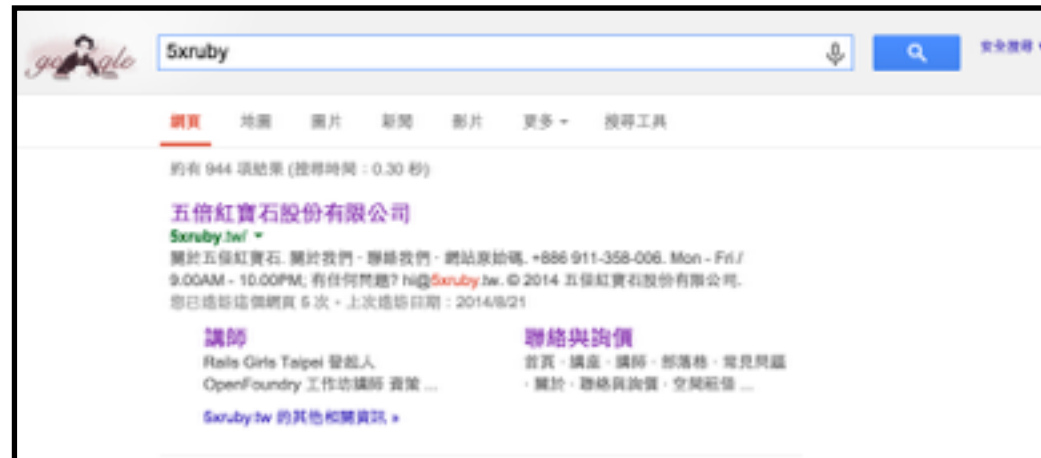 google
5xruby
安全搜尋
網頁 地圖 圖片 新聞 影片 更多 搜尋工具
約有 944 項結果 (搜尋時間：0.30 秒)
五倍紅寶石股份有限公司
5xruby.tw/
關於五倍紅寶石. 關於我們 · 聯絡我們 · 網站原始碼. +886 911-358-006. Mon - Fri /
9.00AM - 10.00PM; 有任何問題? hi@5xruby.tw. © 2014 五倍紅寶石股份有限公司.
您已造訪這個網頁 5 次。上次造訪日期：2014/8/21
講師
Rails Girls Taipei 發起人
OpenFoundry 工作坊講師 資策 ...
聯絡與詢價
首頁 · 講座 · 講師 · 部落格 · 常見問題
· 關於 · 聯絡與詢價 · 空間租借 ...
5xruby.tw 的其他相關資訊 »